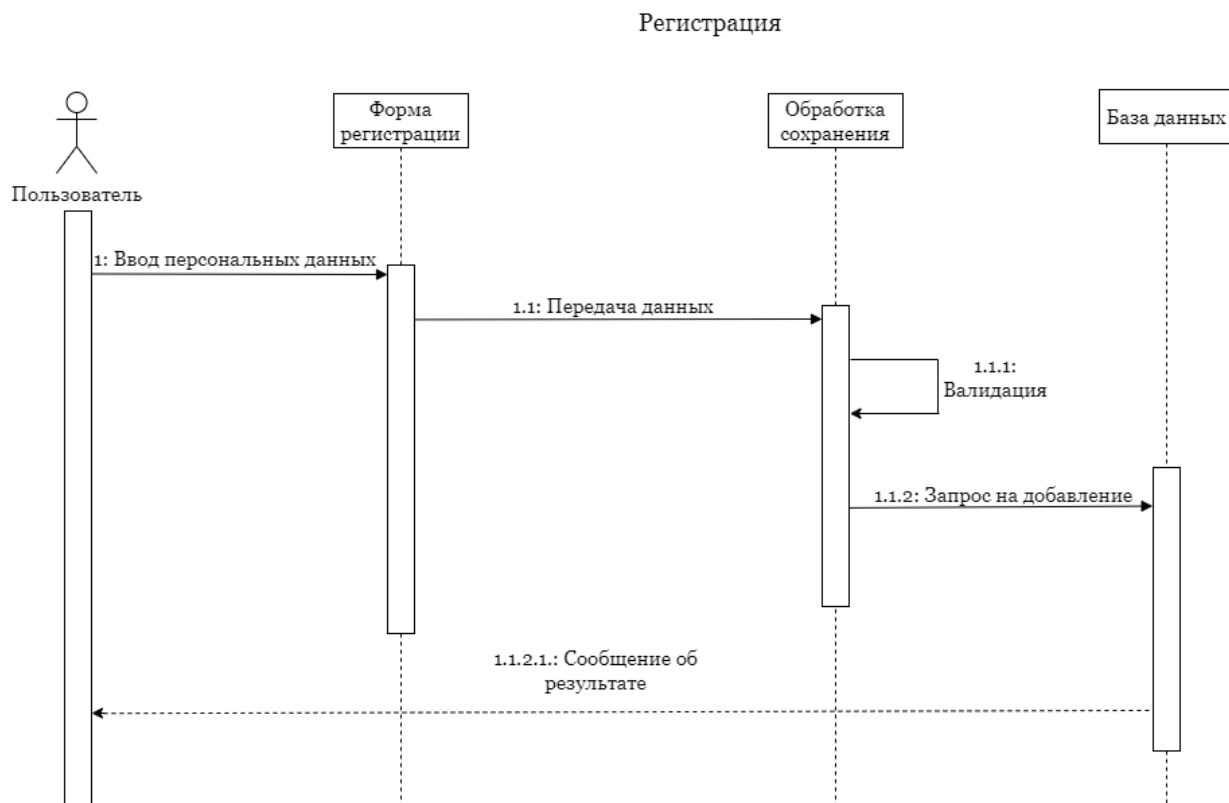 Регистрация
Форма
регистрации
Обработка
сохранения
База данных
Пользователь
1: Ввод персональных данных
1.1: Передача данных
1.1.1:
Валидация
1.1.2: Запрос на добавление
1.1.2.1.: Сообщение об
результате